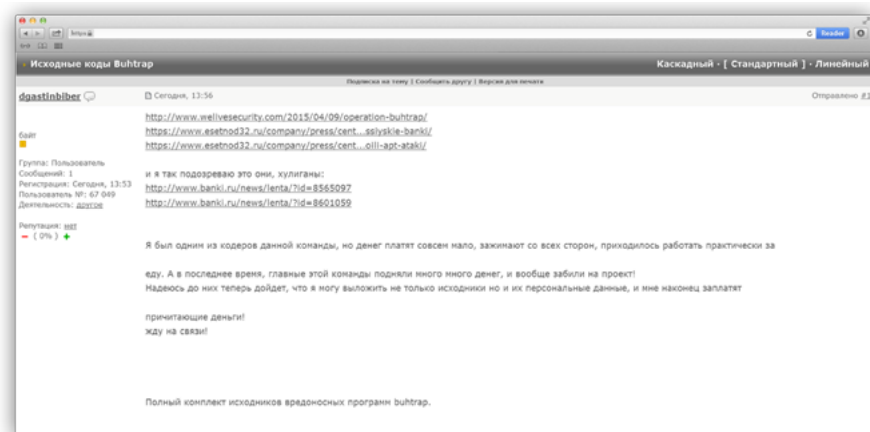 https
Reader
Исходные коды Buhtrap
Каскадный · [ Стандартный ] · Линейный
Подписка на тему | Сообщить другу | Версия для печати
dgastinbiber
Сегодня, 13:56
Отправлено #1
http://www.welivesecurity.com/2015/04/09/operation-buhtrap/
https://www.esetnod32.ru/company/press/cent...ssiyskie-banki/
https://www.esetnod32.ru/company/press/cent...oili-apt-ataki/
байт
Группа: Пользователь
Сообщений: 1
Регистрация: Сегодня, 13:53
Пользователь №: 67 049
Деятельность: другое
Репутация: нет
− ( 0% ) +
и я так подозреваю это они, хулиганы:
http://www.banki.ru/news/lenta/?id=8565097
http://www.banki.ru/news/lenta/?id=8601059
Я был одним из кодеров данной команды, но денег платят совсем мало, зажимают со всех сторон, приходилось работать практически за
еду. А в последнее время, главные этой команды подняли много много денег, и вообще забили на проект!
Надеюсь до них теперь дойдет, что я могу выложить не только исходники но и их персональные данные, и мне наконец заплатят
причитающие деньги!
жду на связи!
Полный комплект исходников вредоносных программ buhtrap.